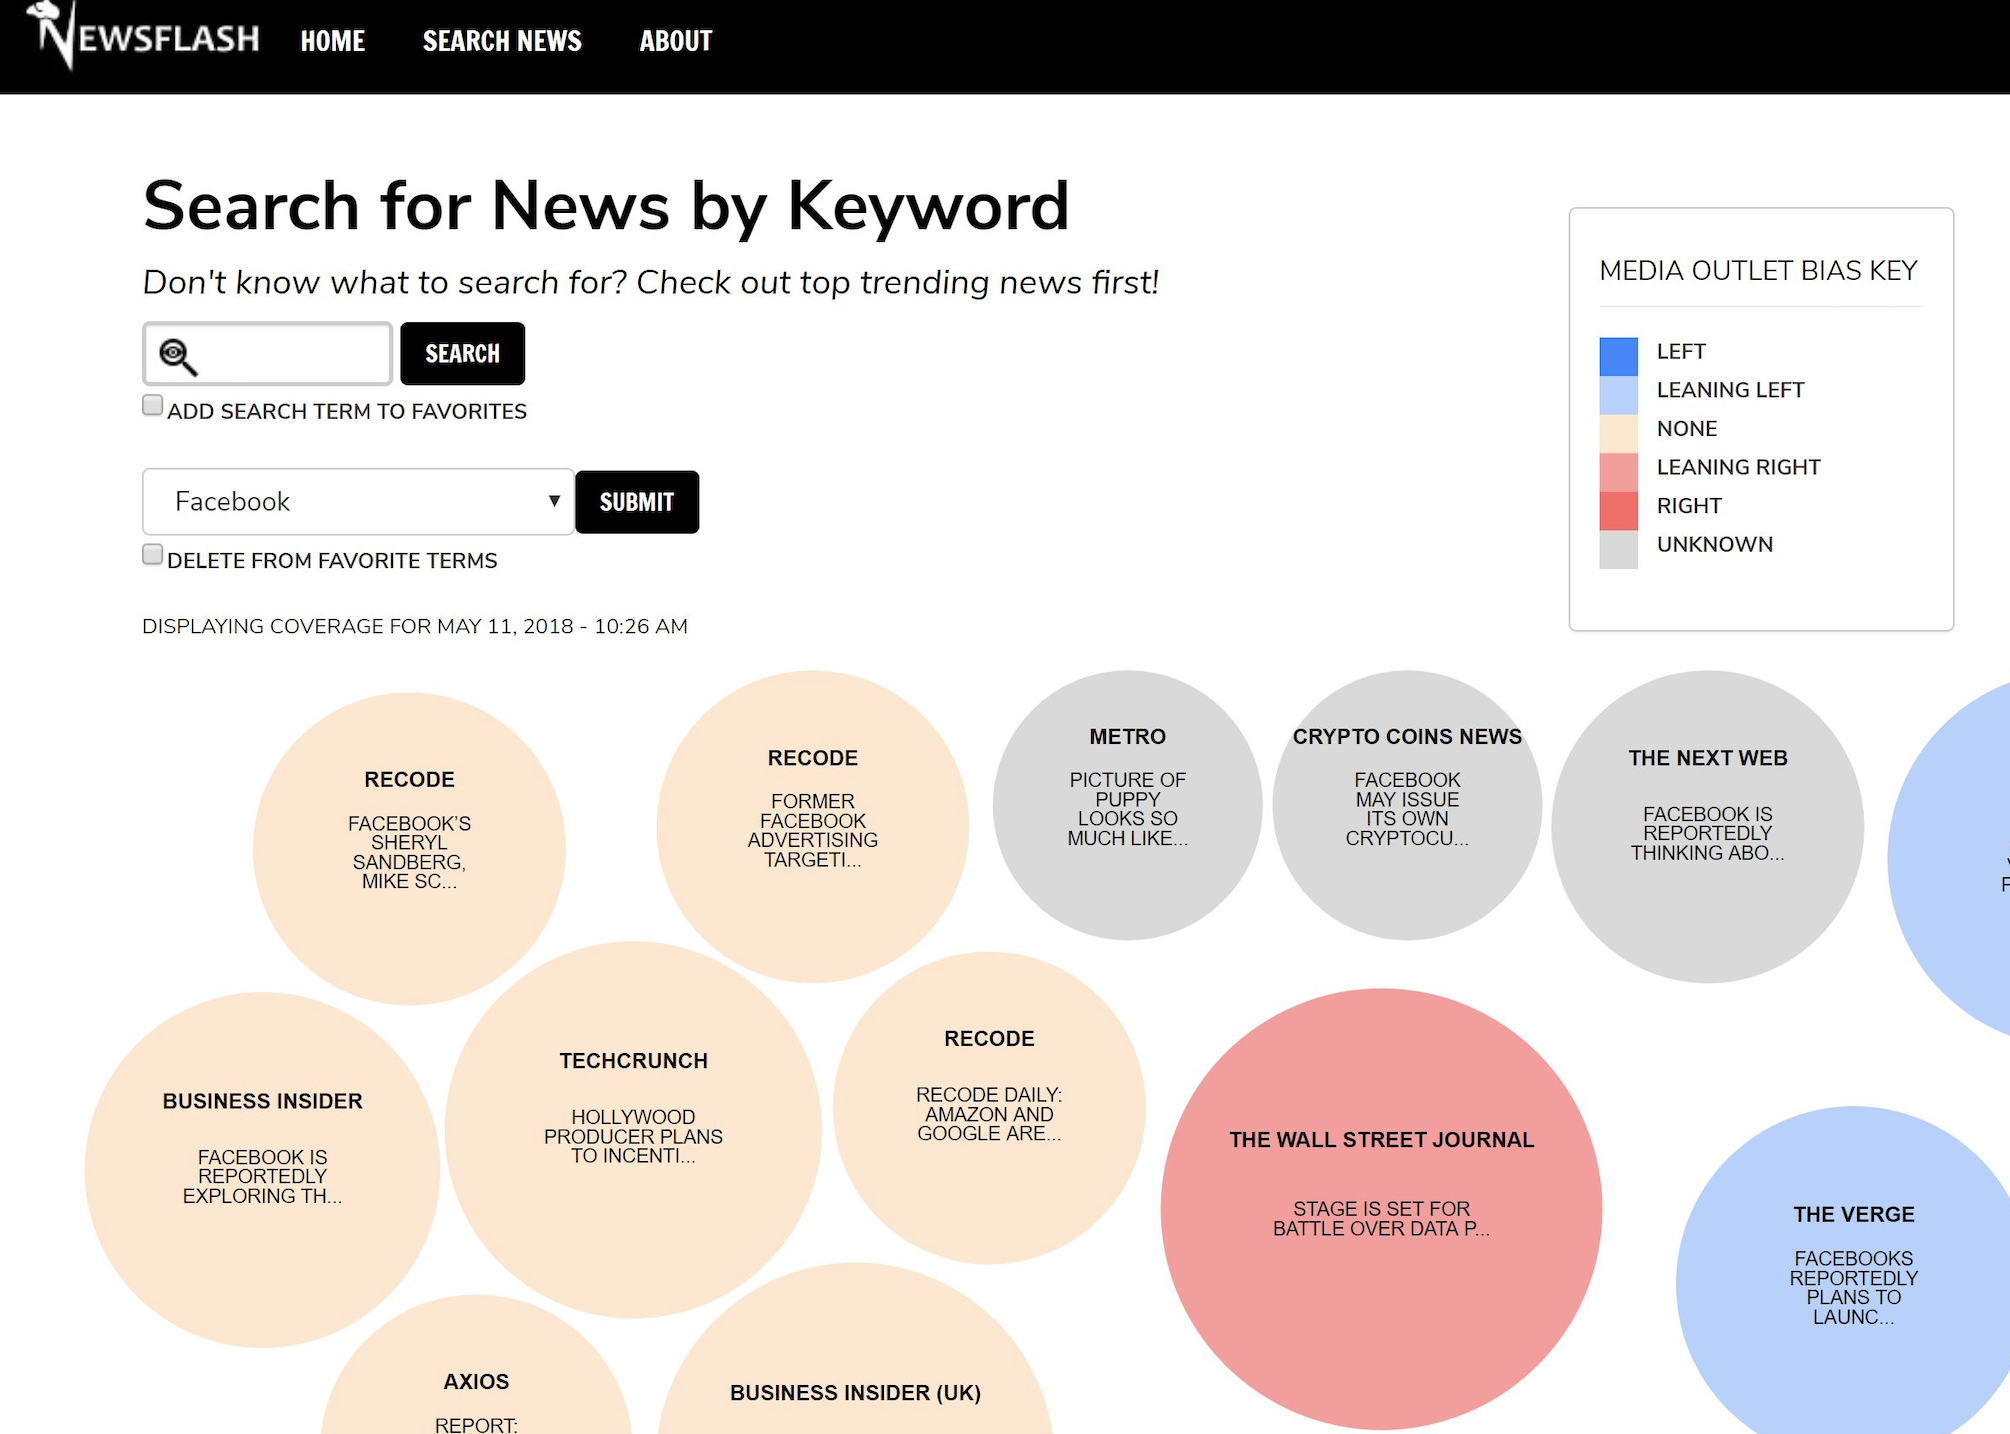 NEWSFLASH HOME SEARCH NEWS ABOUT
Search for News by Keyword
Don't know what to search for? Check out top trending news first!
SEARCH
ADD SEARCH TERM TO FAVORITES
Facebook
SUBMIT
DELETE FROM FAVORITE TERMS
DISPLAYING COVERAGE FOR MAY 11, 2018 - 10:26 AM
MEDIA OUTLET BIAS KEY
LEFT
LEANING LEFT
NONE
LEANING RIGHT
RIGHT
UNKNOWN
RECODE
FACEBOOK’S
SHERYL
SANDBERG,
MIKE SC...
RECODE
FORMER
FACEBOOK
ADVERTISING
TARGETI...
METRO
PICTURE OF
PUPPY
LOOKS SO
MUCH LIKE...
CRYPTO COINS NEWS
FACEBOOK
MAY ISSUE
ITS OWN
CRYPTOCU...
THE NEXT WEB
FACEBOOK IS
REPORTEDLY
THINKING ABO...
BUSINESS INSIDER
FACEBOOK IS
REPORTEDLY
EXPLORING TH...
TECHCRUNCH
HOLLYWOOD
PRODUCER PLANS
TO INCENTI...
RECODE
RECODE DAILY:
AMAZON AND
GOOGLE ARE...
THE WALL STREET JOURNAL
STAGE IS SET FOR
BATTLE OVER DATA P...
THE VERGE
FACEBOOKS
REPORTEDLY
PLANS TO
LAUNC...
AXIOS
REPORT:
BUSINESS INSIDER (UK)